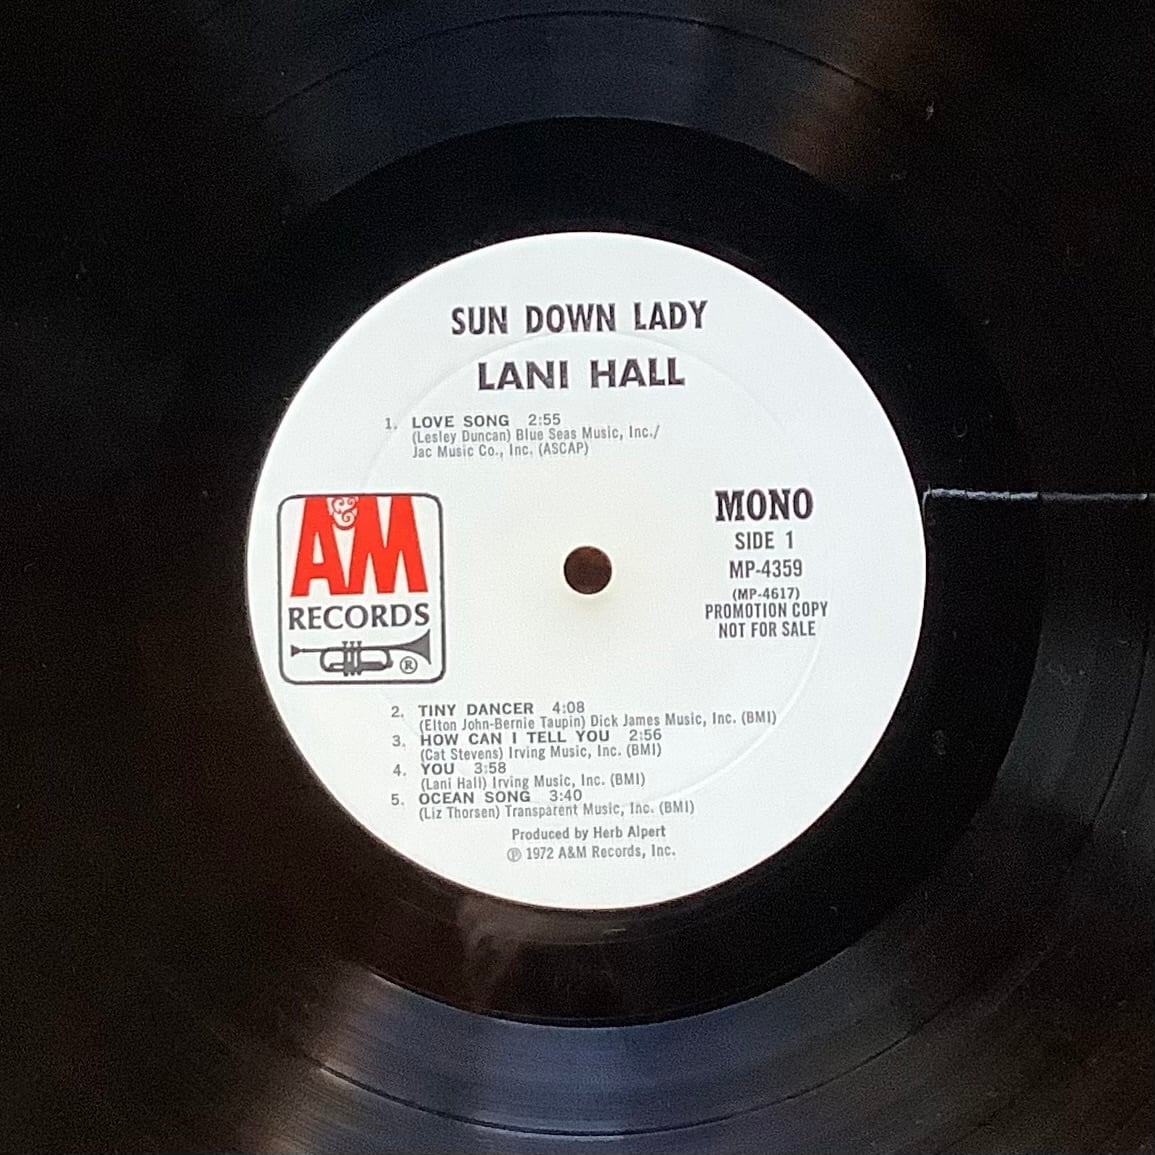 SUN DOWN LADY
LANI HALL
1. LOVE SONG 2:55
(Lesley Duncan) Blue Seas Music, Inc./
Jac Music Co., Inc. (ASCAP)
A&M
RECORDS
®
MONO
SIDE 1
MP-4359
(MP-4617)
PROMOTION COPY
NOT FOR SALE
2. TINY DANCER 4:08
(Elton John-Bernie Taupin) Dick James Music, Inc. (BMI)
3. HOW CAN I TELL YOU 2:56
(Cat Stevens) Irving Music, Inc. (BMI)
4. YOU 3:58
(Lani Hall) Irving Music, Inc. (BMI)
5. OCEAN SONG 3:40
(Liz Thorsen) Transparent Music, Inc. (BMI)
Produced by Herb Alpert
℗ 1972 A&M Records, Inc.